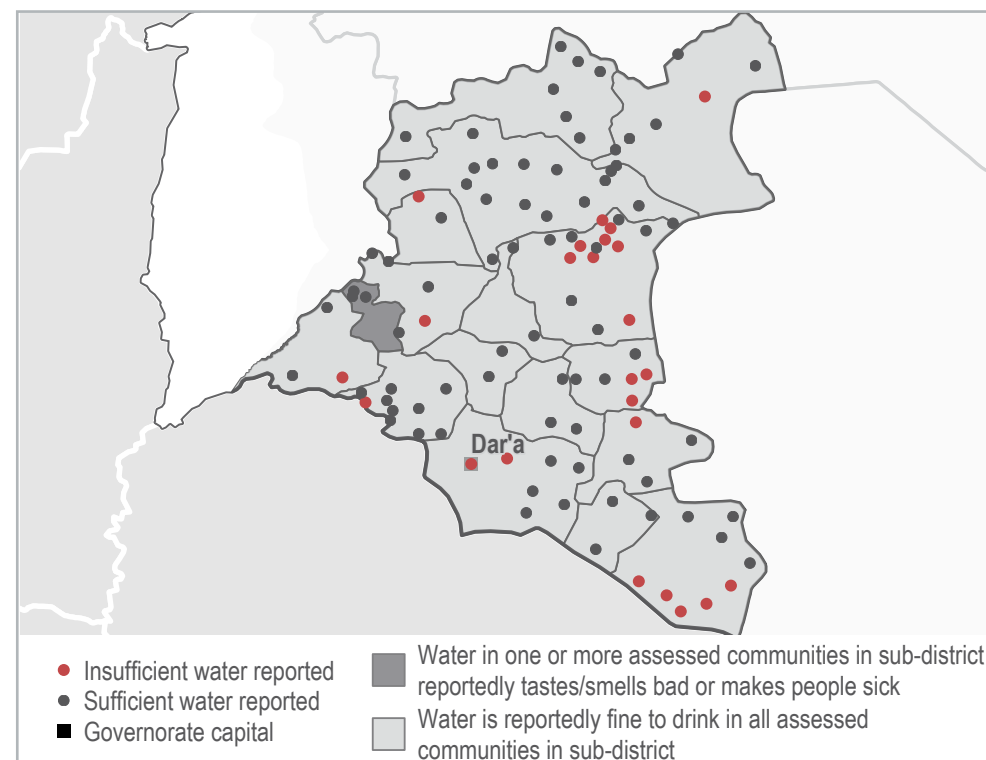 Dar'a
Insufficient water reported
Sufficient water reported
Governorate capital
Water in one or more assessed communities in sub-district
reportedly tastes/smells bad or makes people sick
Water is reportedly fine to drink in all assessed
communities in sub-district